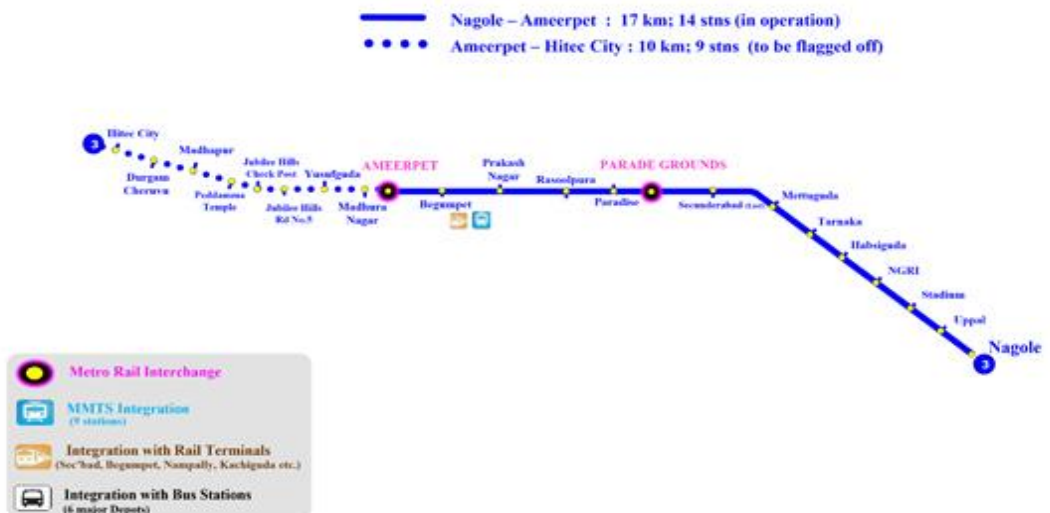 Nagole – Ameerpet : 17 km; 14 stns (in operation)
Ameerpet – Hitec City : 10 km; 9 stns (to be flagged off)
3
Hitec City
Durgam
Cheruvu
Madhapur
Peddamma
Temple
Jubilee Hills
Check Post
Jubilee Hills
Rd No.5
Yusufguda
Madhura
Nagar
AMEERPET
Begumpet
Prakash
Nagar
Rasoolpura
Paradise
PARADE GROUNDS
Secunderabad (East)
Mettuguda
Tarnaka
Habsiguda
NGRI
Stadium
Uppal
Nagole
3
Metro Rail Interchange
MMTS Integration
(9 stations)
Integration with Rail Terminals
(Sec'bad, Begumpet, Nampally, Kachiguda etc.)
Integration with Bus Stations
(6 major Depots)